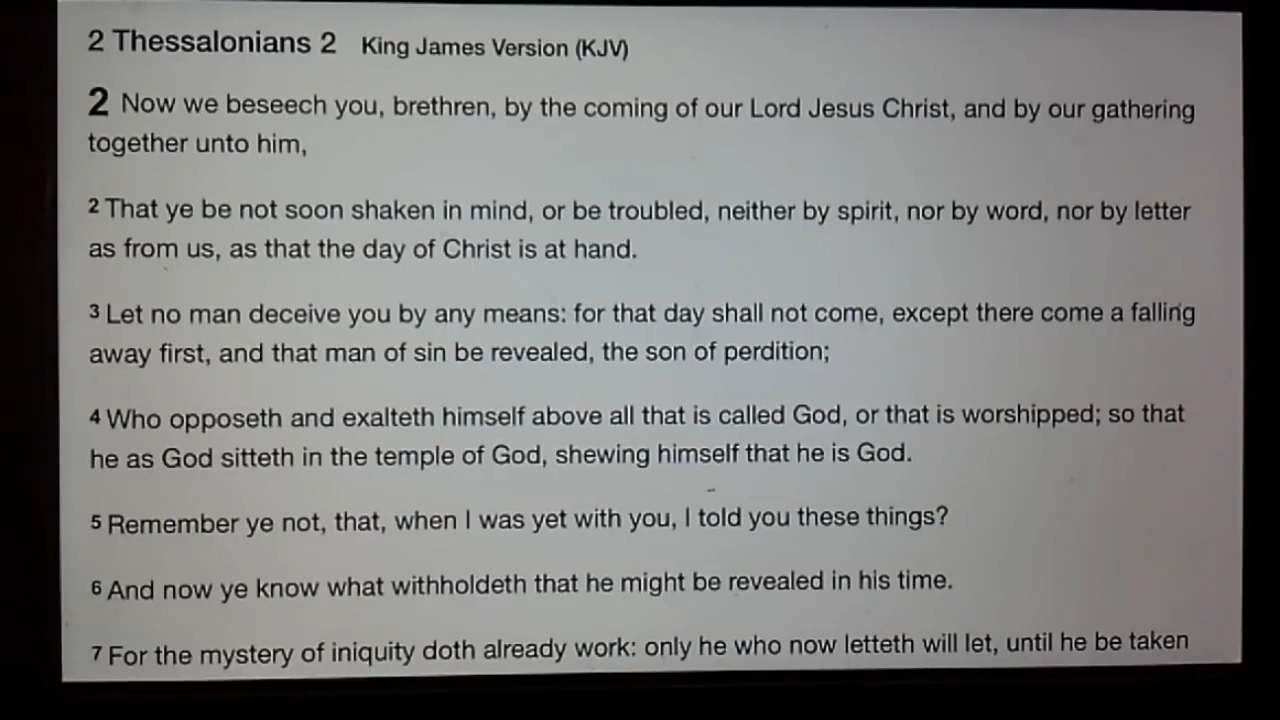 2 Thessalonians 2 King James Version (KJV)
2 Now we beseech you, brethren, by the coming of our Lord Jesus Christ, and by our gathering
together unto him,
2 That ye be not soon shaken in mind, or be troubled, neither by spirit, nor by word, nor by letter
as from us, as that the day of Christ is at hand.
3 Let no man deceive you by any means: for that day shall not come, except there come a falling
away first, and that man of sin be revealed, the son of perdition;
4 Who opposeth and exalteth himself above all that is called God, or that is worshipped; so that
he as God sitteth in the temple of God, shewing himself that he is God.
5 Remember ye not, that, when I was yet with you, I told you these things?
6 And now ye know what withholdeth that he might be revealed in his time.
7 For the mystery of iniquity doth already work: only he who now letteth will let, until he be taken